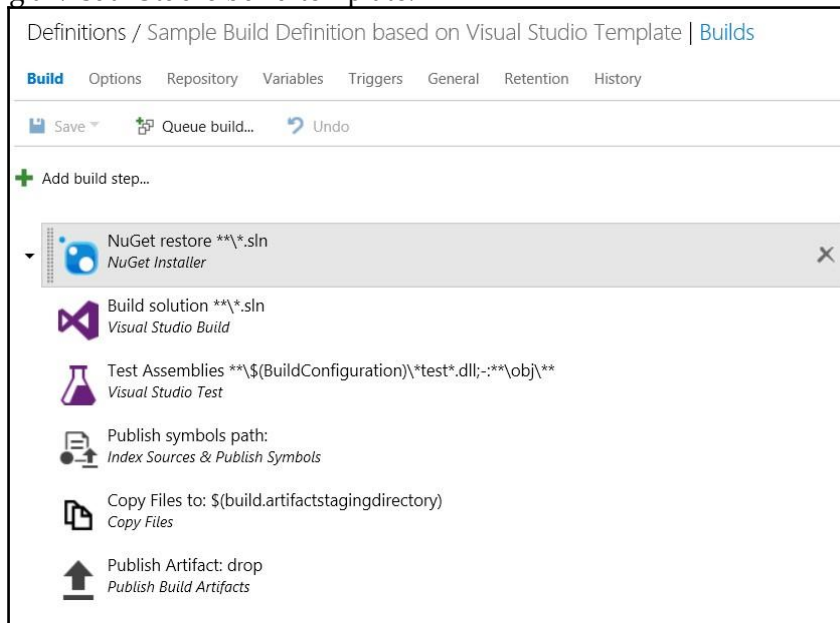 Definitions / Sample Build Definition based on Visual Studio Template | Builds
Build Options Repository Variables Triggers General Retention History
Save Queue build... Undo
Add build step...
NuGet restore **\*.sln
NuGet Installer
Build solution **\*.sln
Visual Studio Build
Test Assemblies **\$(BuildConfiguration)\*test*.dll;-:**\obj\**
Visual Studio Test
Publish symbols path:
Index Sources & Publish Symbols
Copy Files to: $(build.artifactstagingdirectory)
Copy Files
Publish Artifact: drop
Publish Build Artifacts